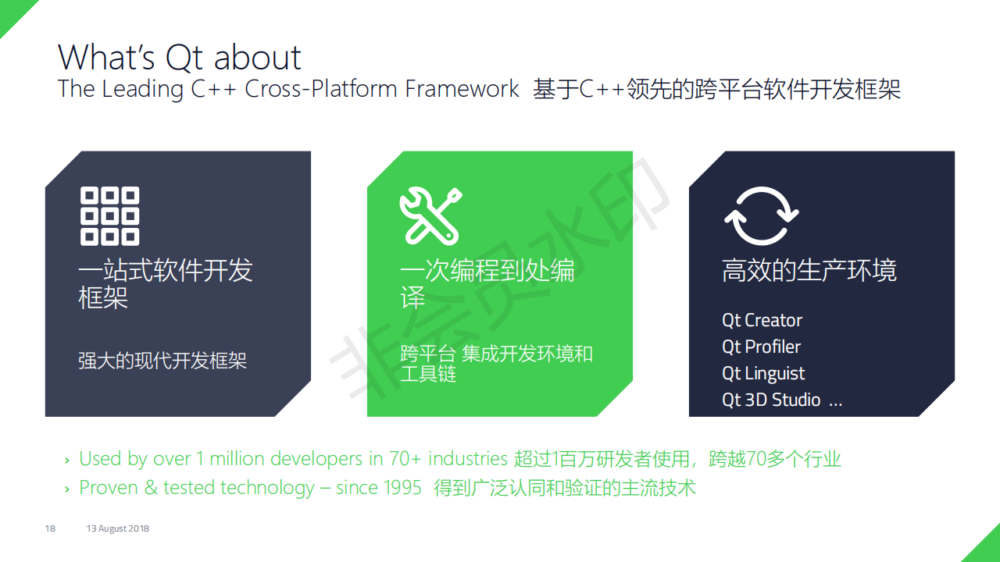 What's Qt about
The Leading C++ Cross-Platform Framework 基于C++领先的跨平台软件开发框架
一站式软件开发
框架
强大的现代开发框架
一次编程到处编
译
跨平台 集成开发环境和
工具链
高效的生产环境
Qt Creator
Qt Profiler
Qt Linguist
Qt 3D Studio …
非会员水印
› Used by over 1 million developers in 70+ industries 超过1百万研发者使用，跨越70多个行业
› Proven & tested technology – since 1995 得到广泛认同和验证的主流技术
18 13 August 2018